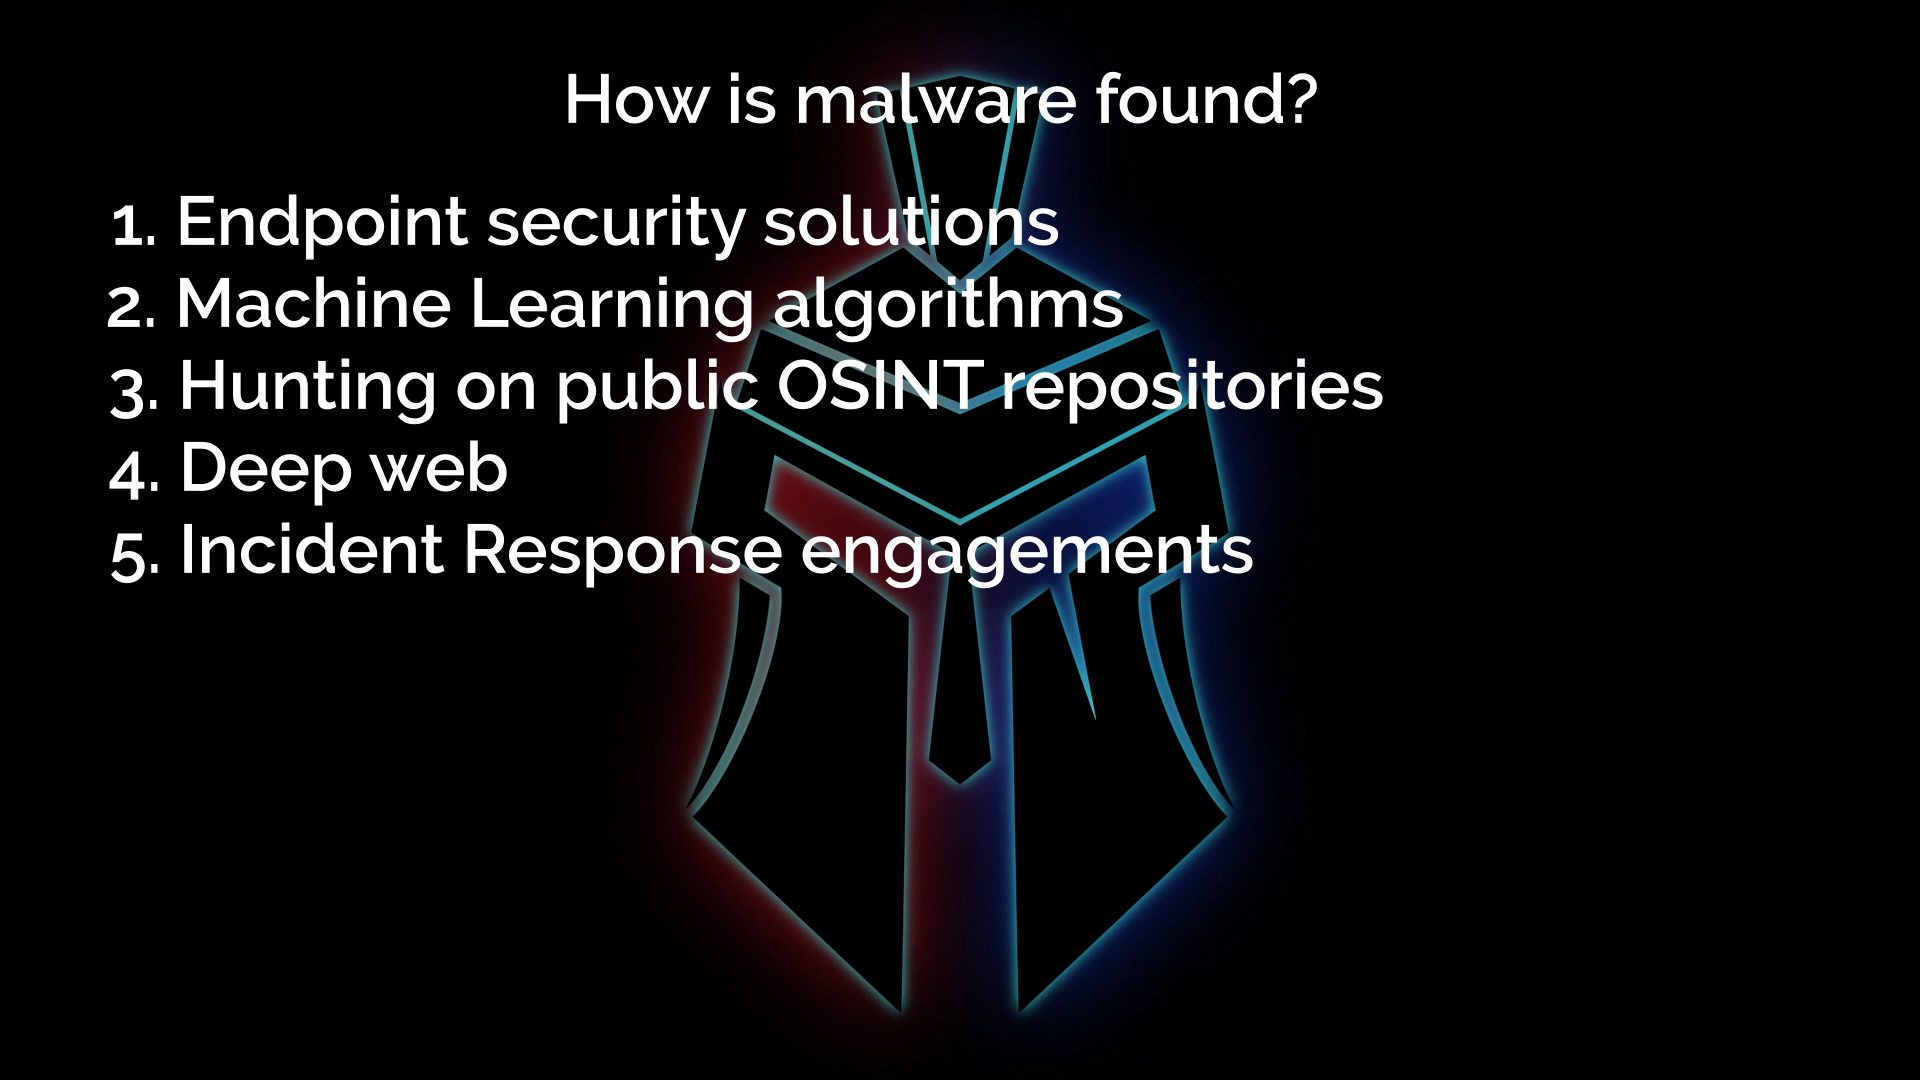 How is malware found?
1. Endpoint security solutions
2. Machine Learning algorithms
3. Hunting on public OSINT repositories
4. Deep web
5. Incident Response engagements